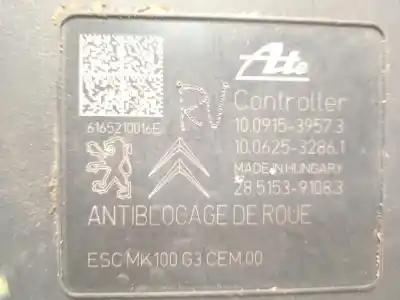 Ate
RV
Controller
6165210016E
10.0915-3957.3
10.0625-3286.1
MADE IN HUNGARY
28.5153-9108.3
ANTIBLOCAGE DE ROUE
ESC MK100 G3 CEM.00